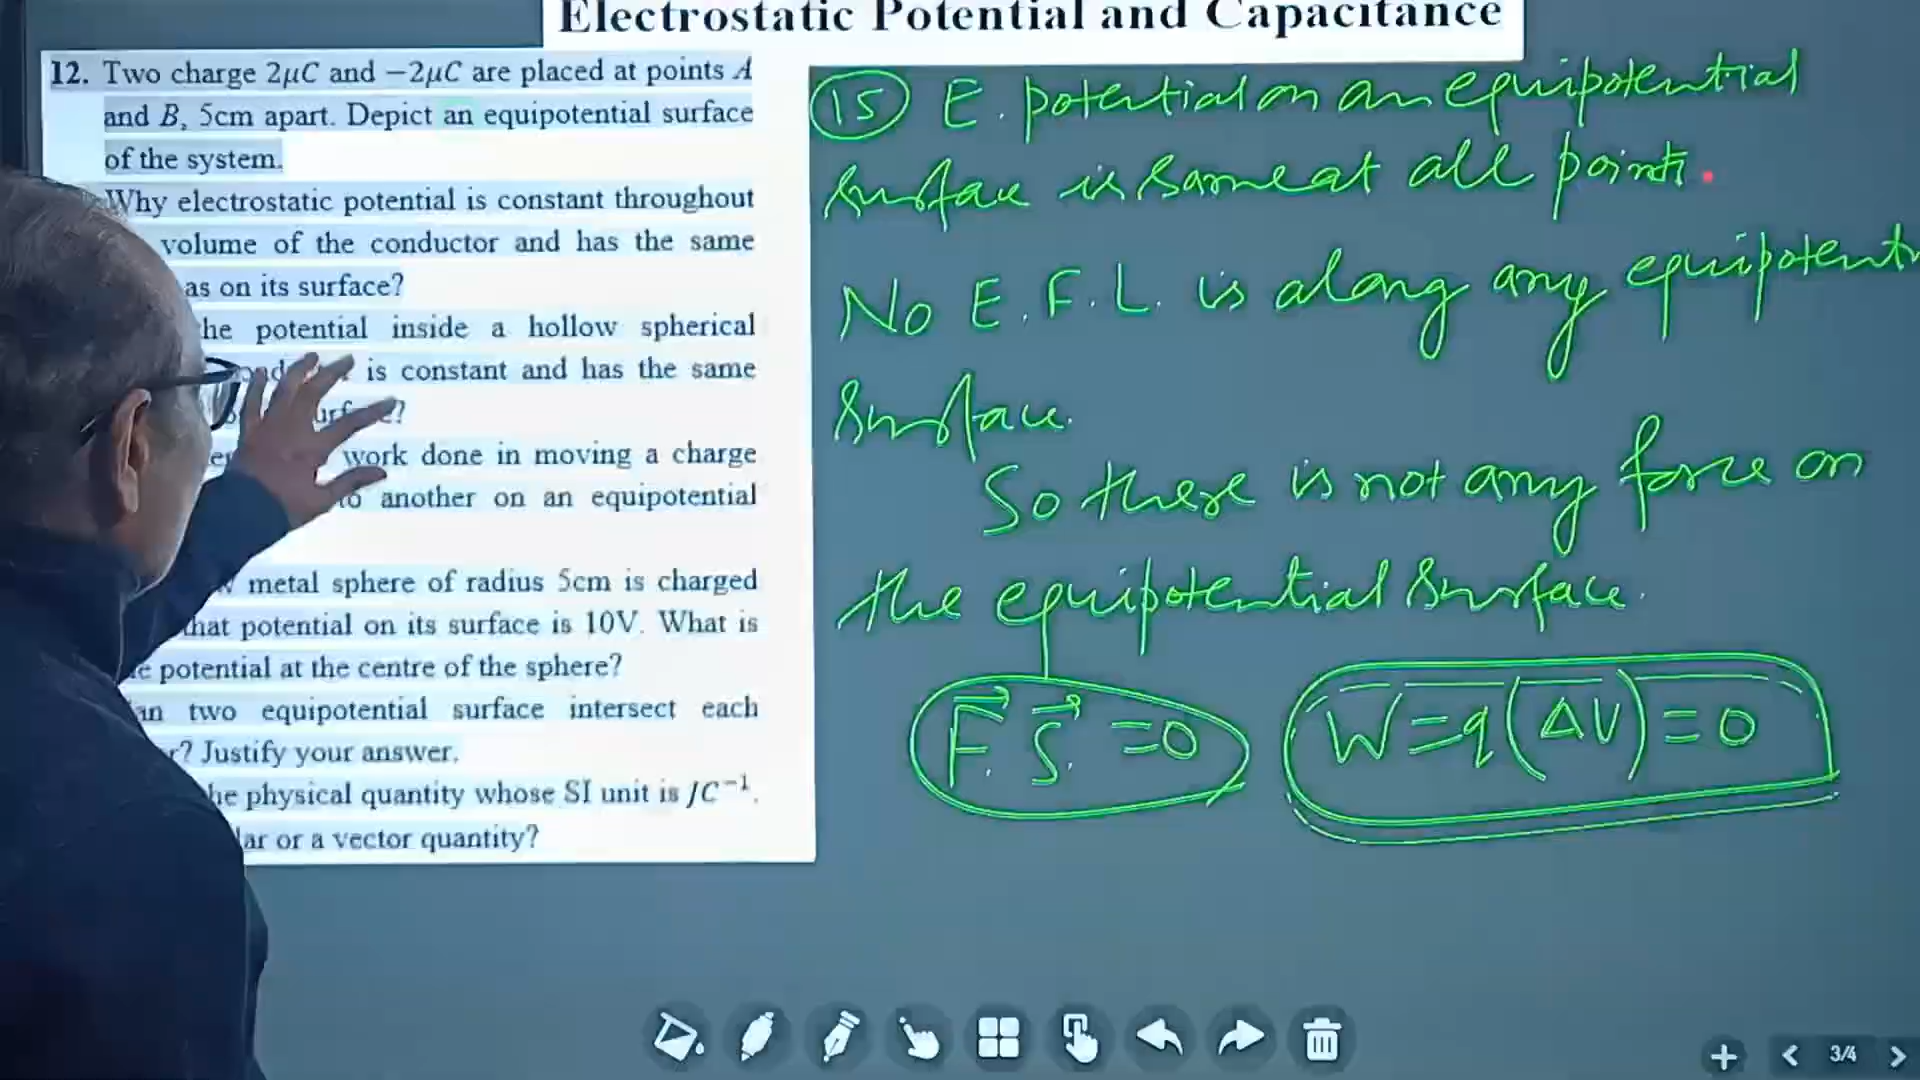 Electrostatic Potential and Capacitance
12. Two charge 2μC and −2μC are placed at points A
and B, 5cm apart. Depict an equipotential surface
of the system.
Why electrostatic potential is constant throughout
volume of the conductor and has the same
as on its surface?
the potential inside a hollow spherical
is constant and has the same
work done in moving a charge
another on an equipotential
metal sphere of radius 5cm is charged
that potential on its surface is 10V. What is
potential at the centre of the sphere?
two equipotential surface intersect each
? Justify your answer.
physical quantity whose SI unit is JC⁻¹.
or a vector quantity?
15 E. potential on an equipotential
surface is same at all points.
No E.F.L. is along any equipotent
surface.
So there is not any force on
the equipotential surface.
F⃗. S⃗. = 0
W = q(ΔV) = 0
3/4